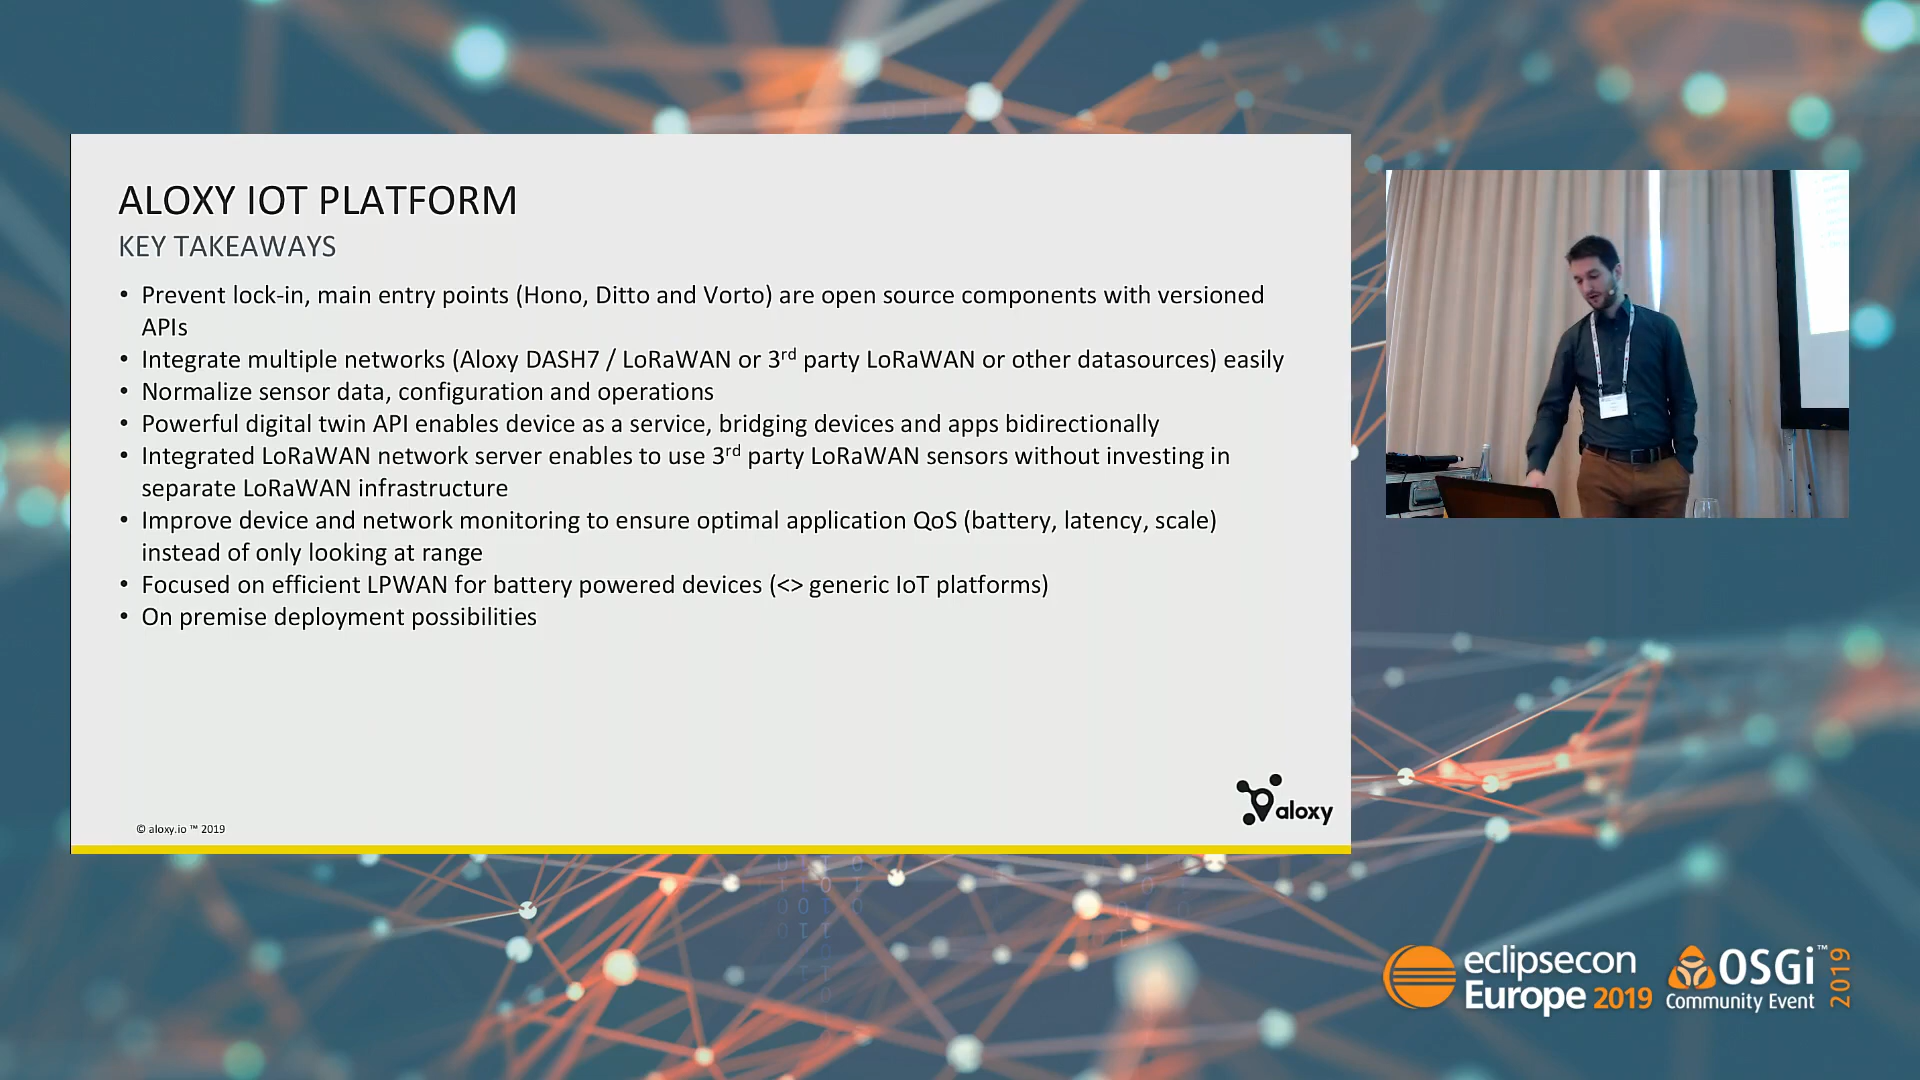 ALOXY IOT PLATFORM
KEY TAKEAWAYS
• Prevent lock-in, main entry points (Hono, Ditto and Vorto) are open source components with versioned
APIs
• Integrate multiple networks (Aloxy DASH7 / LoRaWAN or 3rd party LoRaWAN or other datasources) easily
• Normalize sensor data, configuration and operations
• Powerful digital twin API enables device as a service, bridging devices and apps bidirectionally
• Integrated LoRaWAN network server enables to use 3rd party LoRaWAN sensors without investing in
separate LoRaWAN infrastructure
• Improve device and network monitoring to ensure optimal application QoS (battery, latency, scale)
instead of only looking at range
• Focused on efficient LPWAN for battery powered devices (<> generic IoT platforms)
• On premise deployment possibilities
aloxy
© aloxy.io ™ 2019
eclipsecon
Europe 2019
OSGi™
Community Event
2019